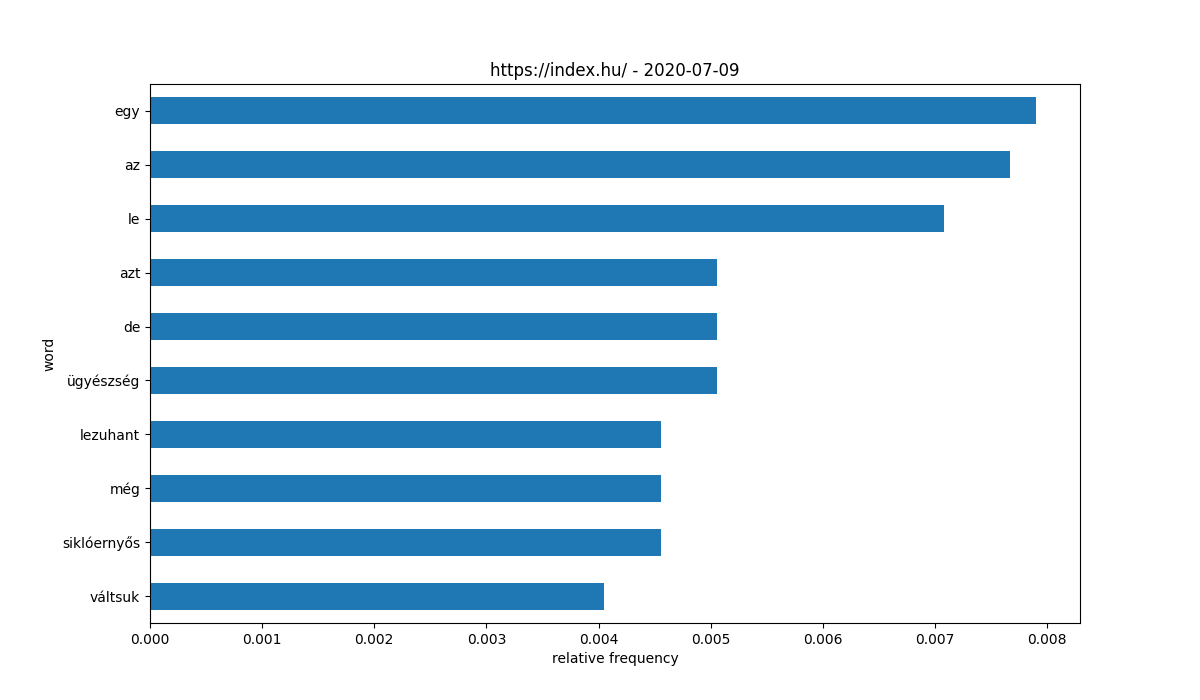 https://index.hu/ - 2020-07-09
egy
az
le
azt
de
ügyészség
lezuhant
még
siklóernyős
váltsuk
word
0.000 0.001 0.002 0.003 0.004 0.005 0.006 0.007 0.008
relative frequency